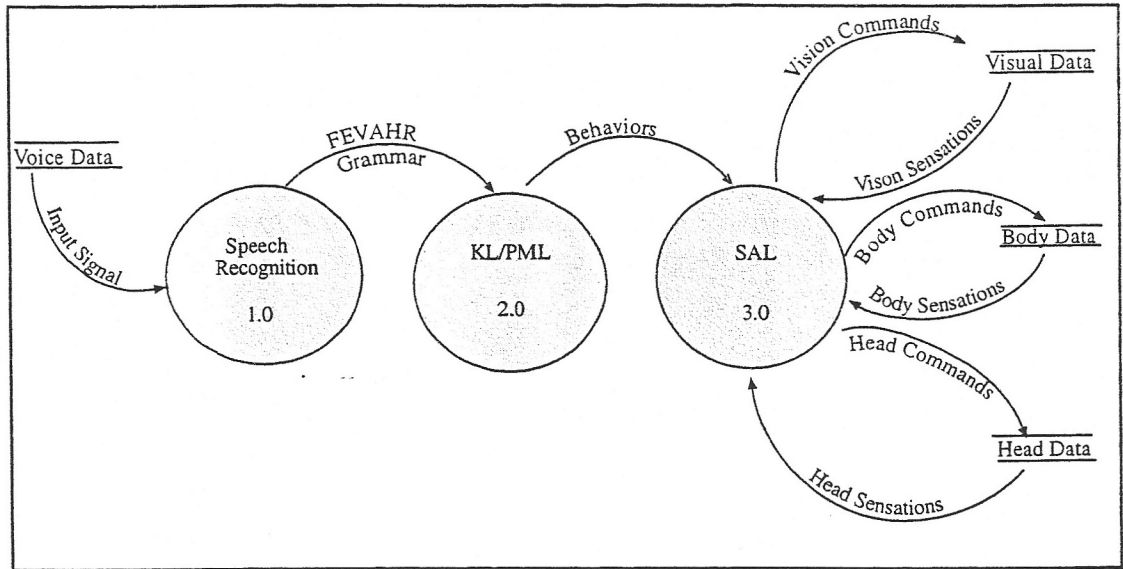 Voice Data
Input Signal
Speech
Recognition
1.0
FEVAHR
Grammar
KL/PML
2.0
Behaviors
SAL
3.0
Vision Commands
Visual Data
Vison Sensations
Body Commands
Body Data
Body Sensations
Head Commands
Head Data
Head Sensations